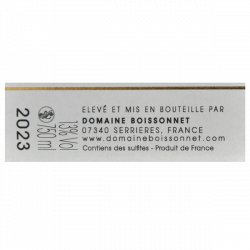 2023
750 ml
13% Vol
ELEVÉ ET MIS EN BOUTEILLE PAR
DOMAINE BOISSONNET
07340 SERRIÈRES, FRANCE
www.domaineboissonnet.com
Contiens des sulfites - Produit de France